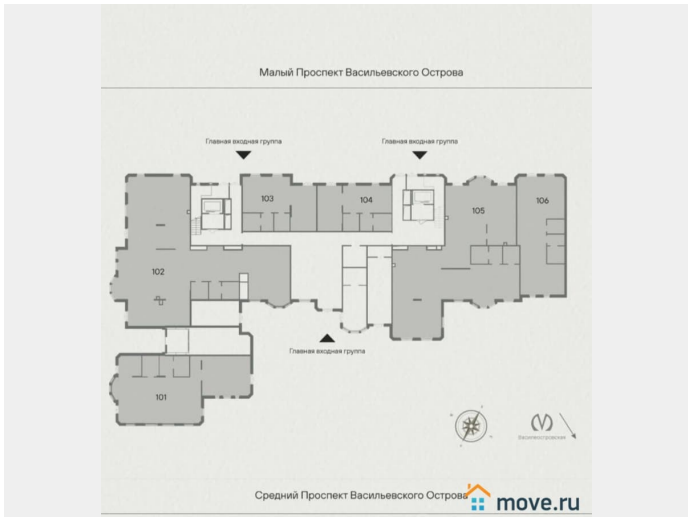 Малый Проспект Васильевского Острова
Главная входная группа
Главная входная группа
103
104
105
106
102
Главная входная группа
101
Василеостровская
Средний Проспект Васильевского Острова
move.ru